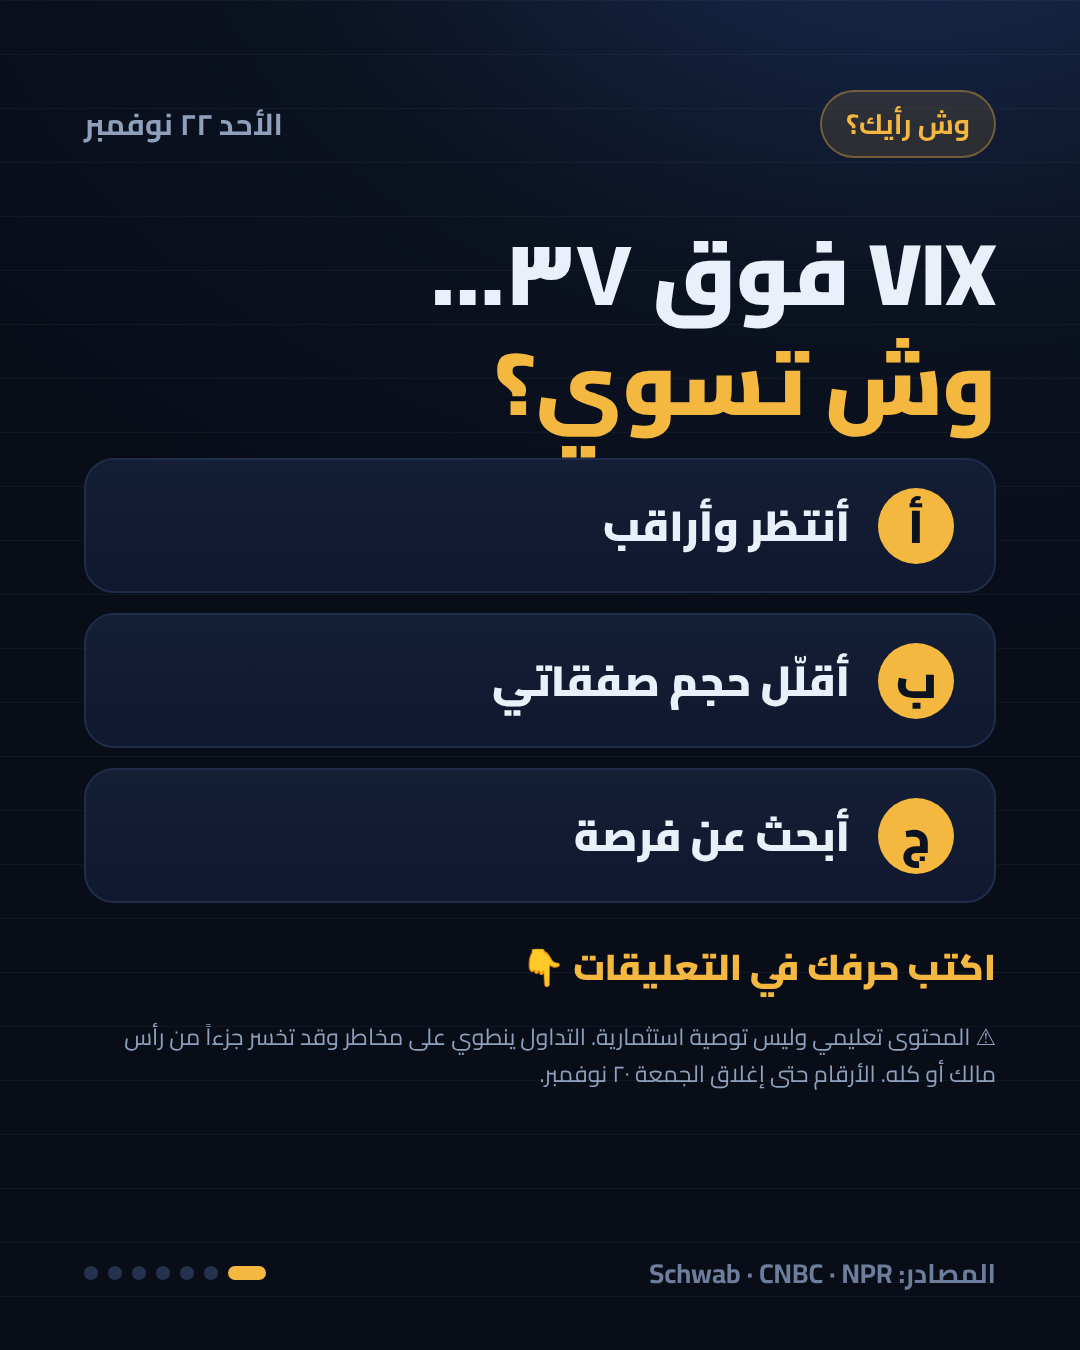 وش رأيك؟
الأحد ٢٢ نوفمبر
VIX فوق ٣٧...
وش تسوي؟
أ أنتظر وأراقب
ب أقلّل حجم صفقاتي
ج أبحث عن فرصة
اكتب حرفك في التعليقات 👇
⚠ المحتوى تعليمي وليس توصية استثمارية. التداول ينطوي على مخاطر وقد تخسر جزءاً من رأس
مالك أو كله. الأرقام حتى إغلاق الجمعة ٢٠ نوفمبر.
المصادر: Schwab · CNBC · NPR